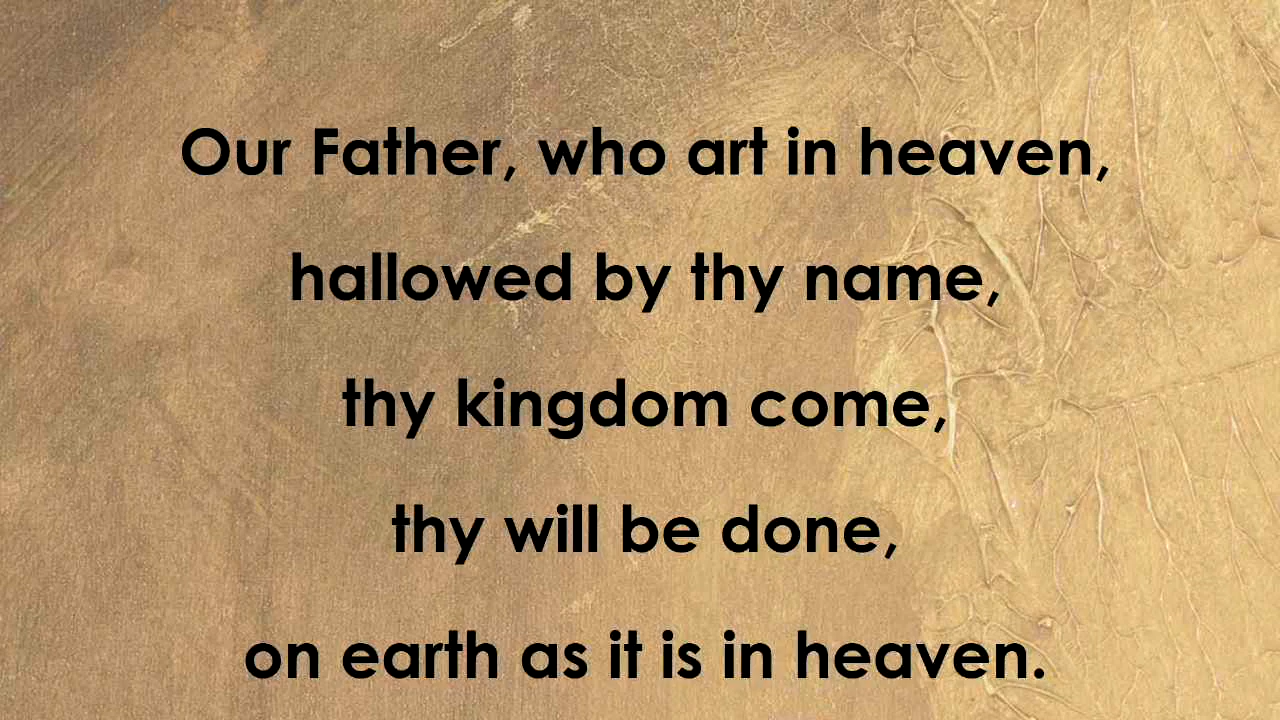 Our Father, who art in heaven,
hallowed by thy name,
thy kingdom come,
thy will be done,
on earth as it is in heaven.